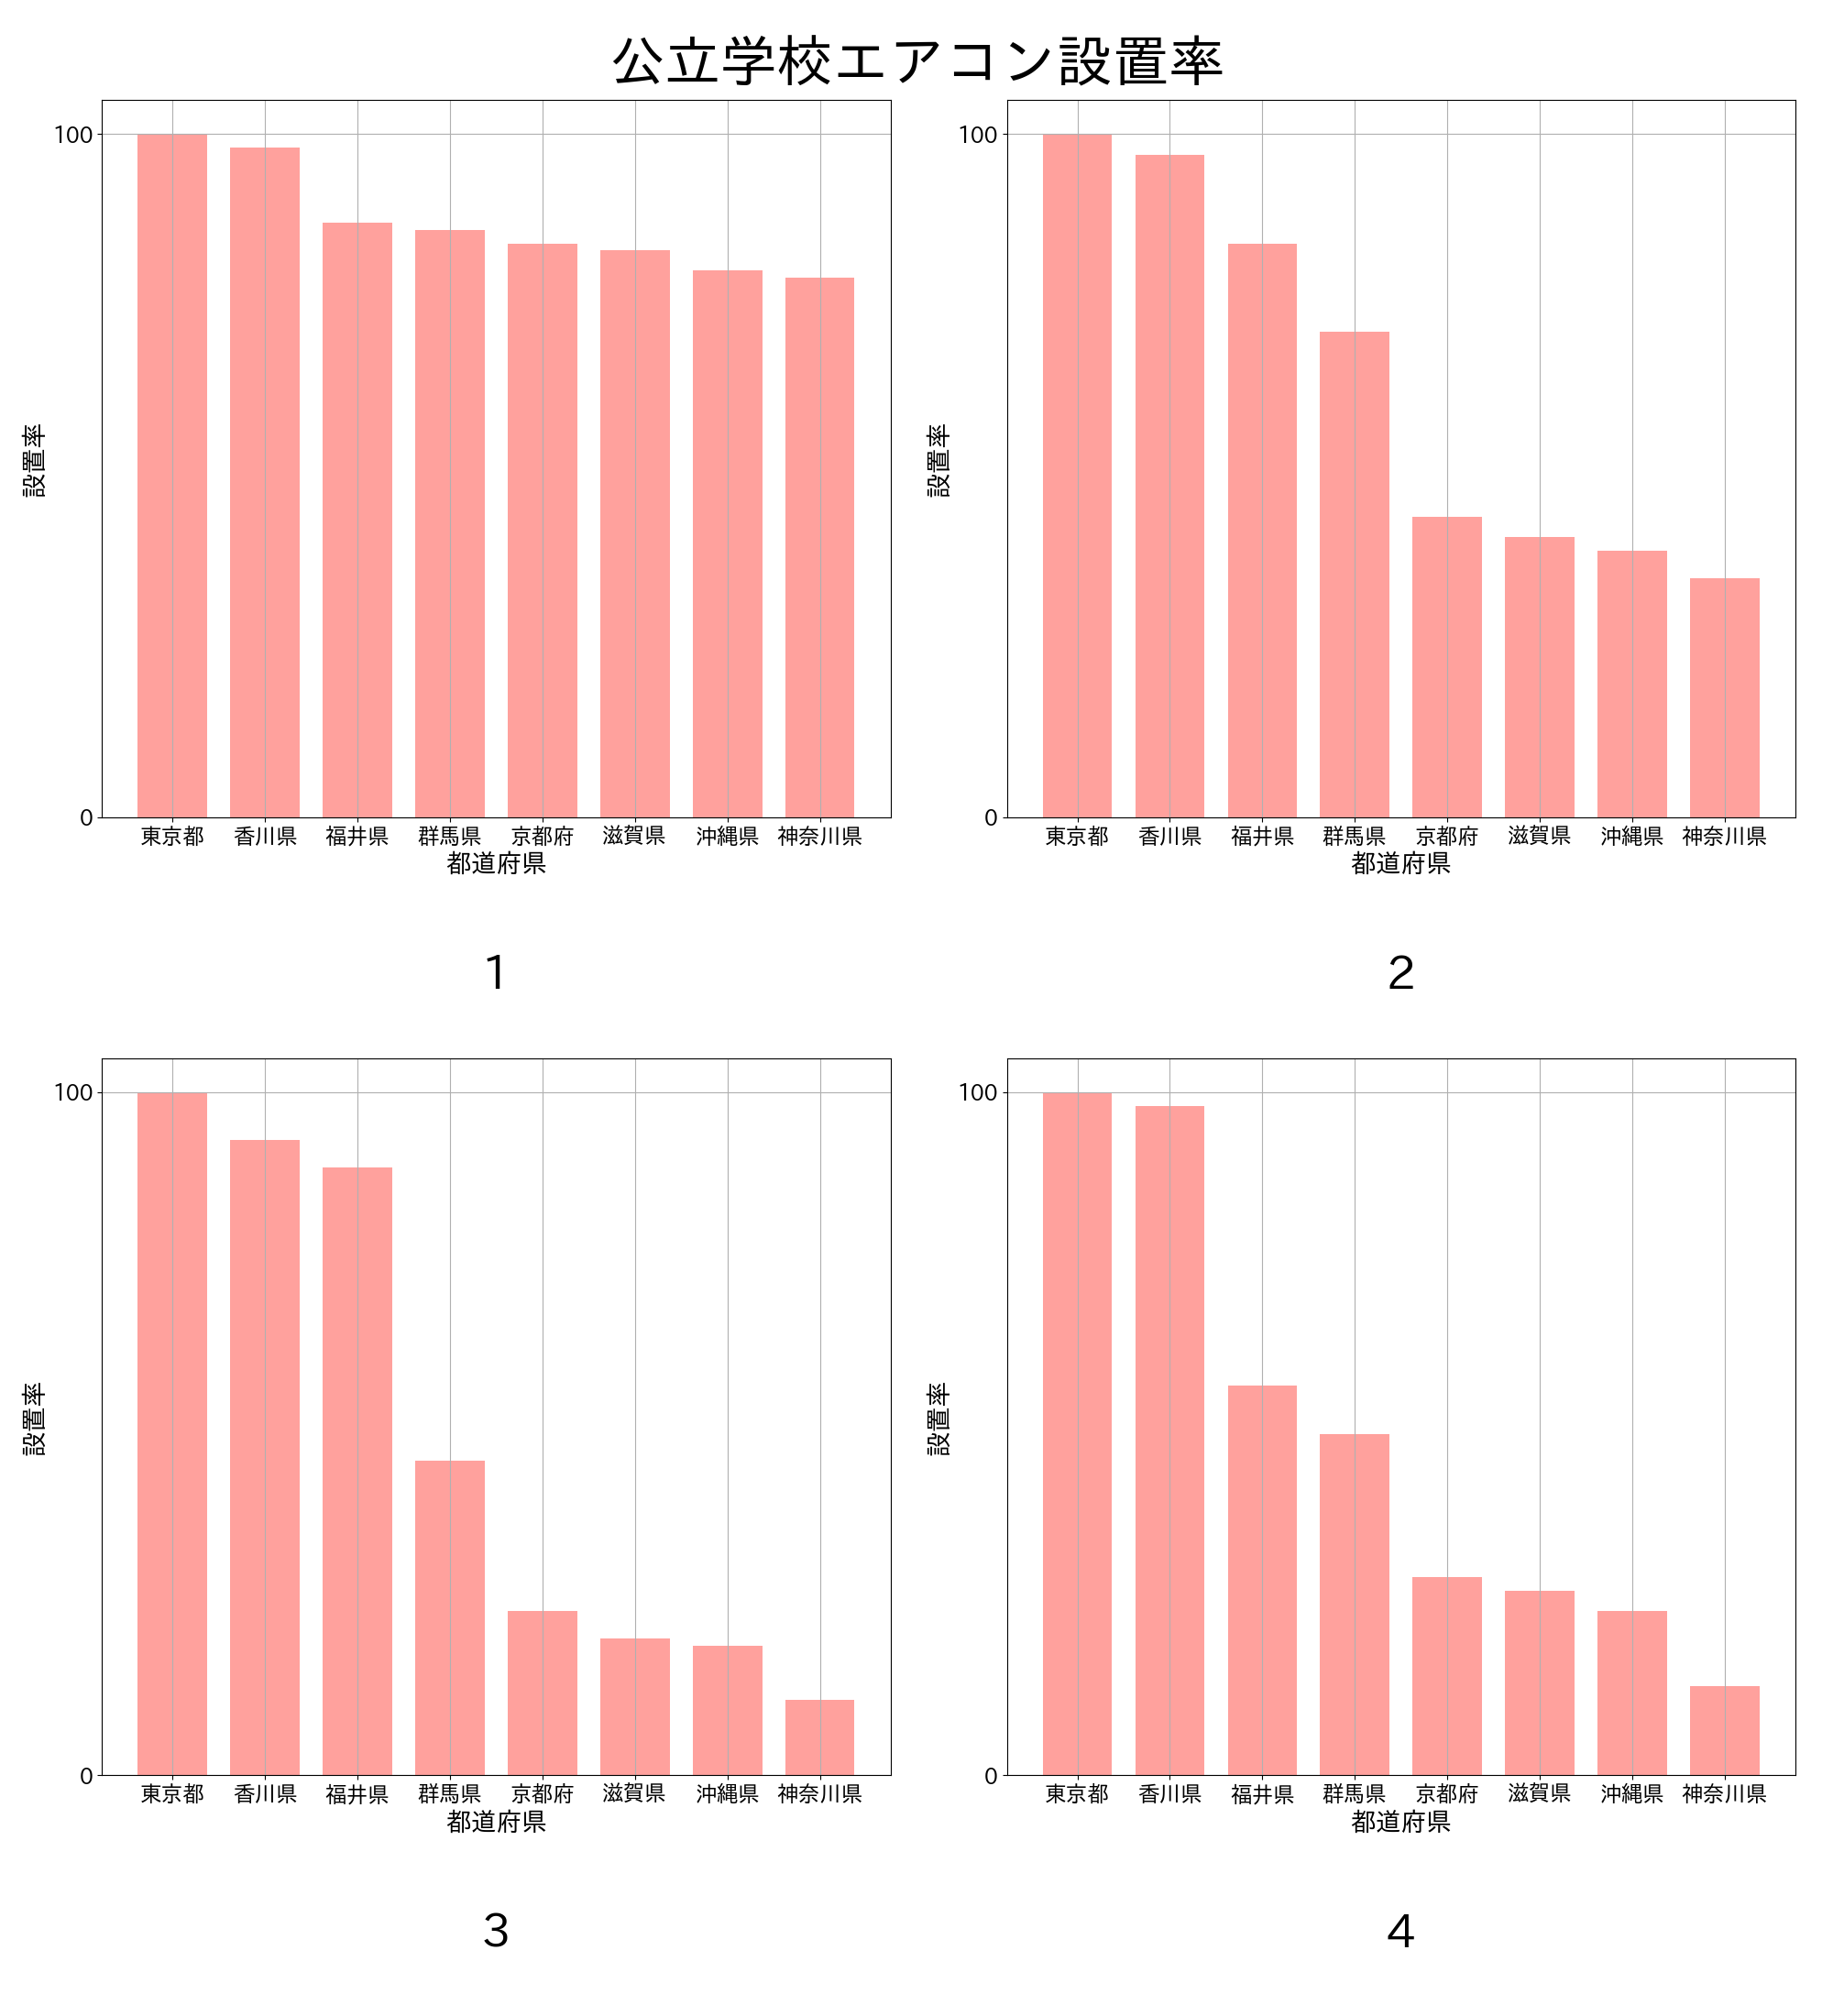 公立学校エアコン設置率
100
0
設置率
東京都 香川県 福井県 群馬県 京都府 滋賀県 沖縄県 神奈川県
都道府県
1
100
0
設置率
東京都 香川県 福井県 群馬県 京都府 滋賀県 沖縄県 神奈川県
都道府県
2
100
0
設置率
東京都 香川県 福井県 群馬県 京都府 滋賀県 沖縄県 神奈川県
都道府県
3
100
0
設置率
東京都 香川県 福井県 群馬県 京都府 滋賀県 沖縄県 神奈川県
都道府県
4